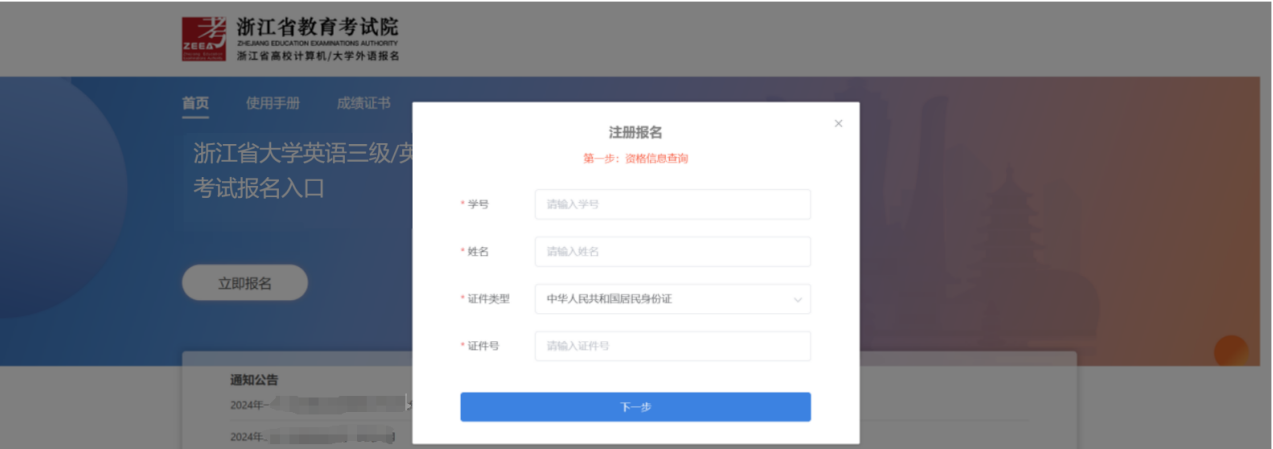 浙江省教育考试院
ZEEA
ZHEJIANG EDUCATION EXAMINATIONS AUTHORITY
浙江省高校计算机/大学外语报名
首页 使用手册 成绩证书
浙江省大学英语三级/英
考试报名入口
立即报名
通知公告
2024年
2024年
×
注册报名
第一步：资格信息查询
* 学号 请输入学号
* 姓名 请输入姓名
* 证件类型 中华人民共和国居民身份证
* 证件号 请输入证件号
下一步